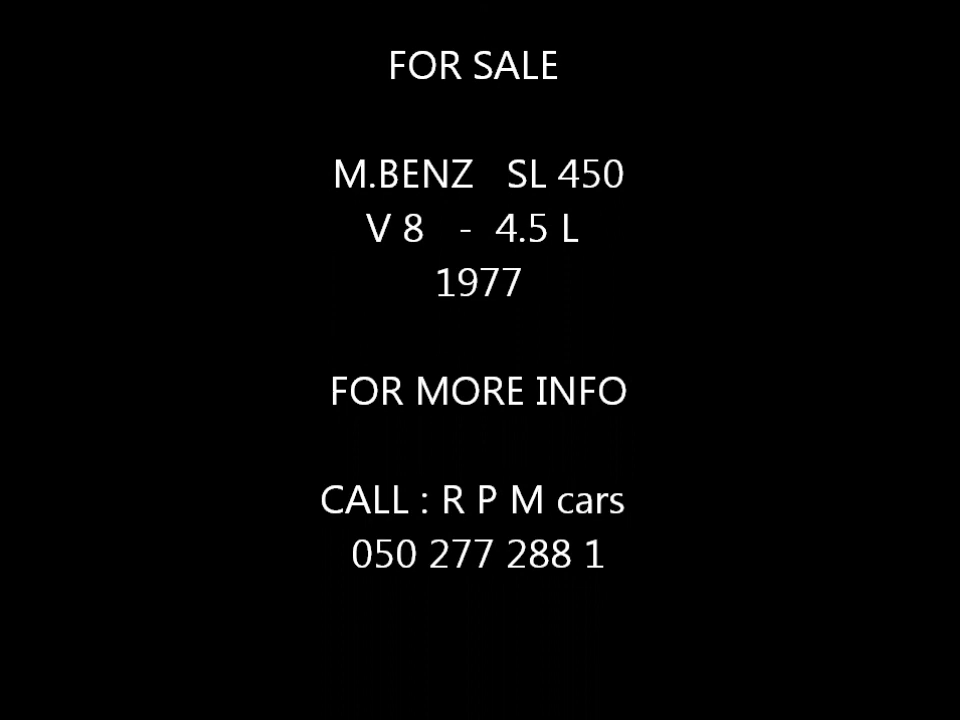 FOR SALE
M.BENZ SL 450
V 8 - 4.5 L
1977
FOR MORE INFO
CALL : R P M cars
050 277 288 1